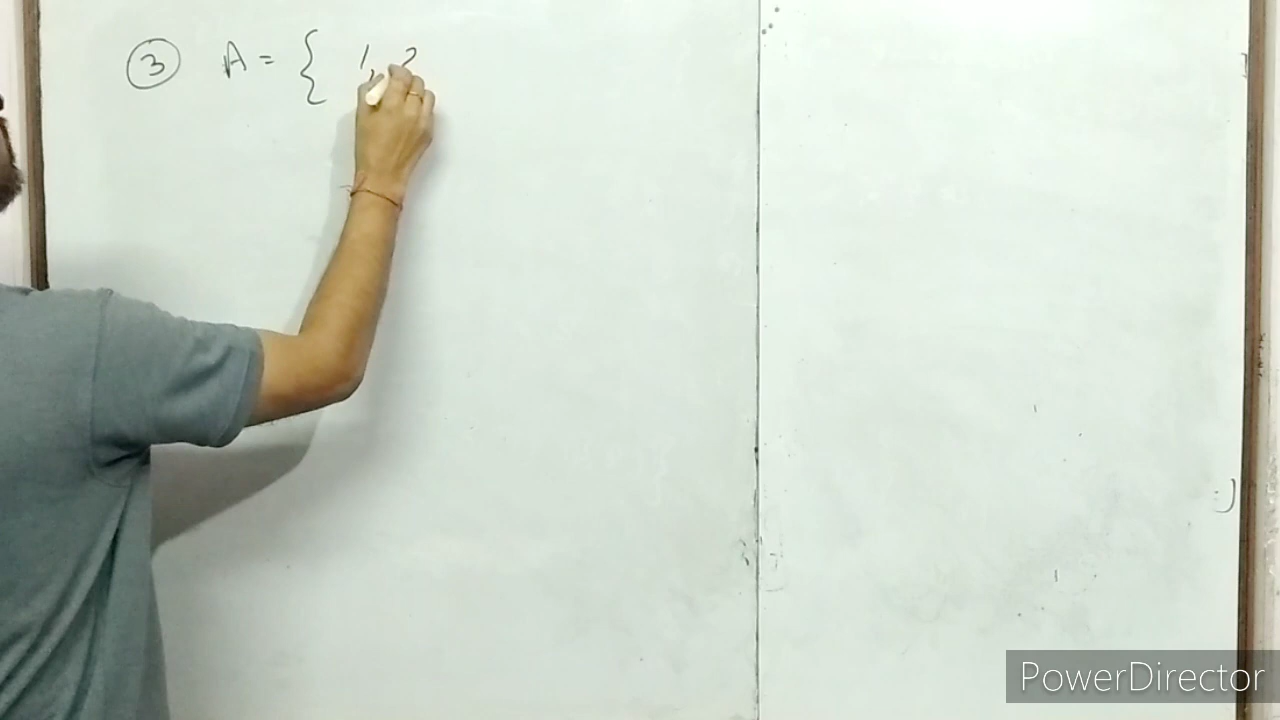 ③ A = { 1, 2
PowerDirector